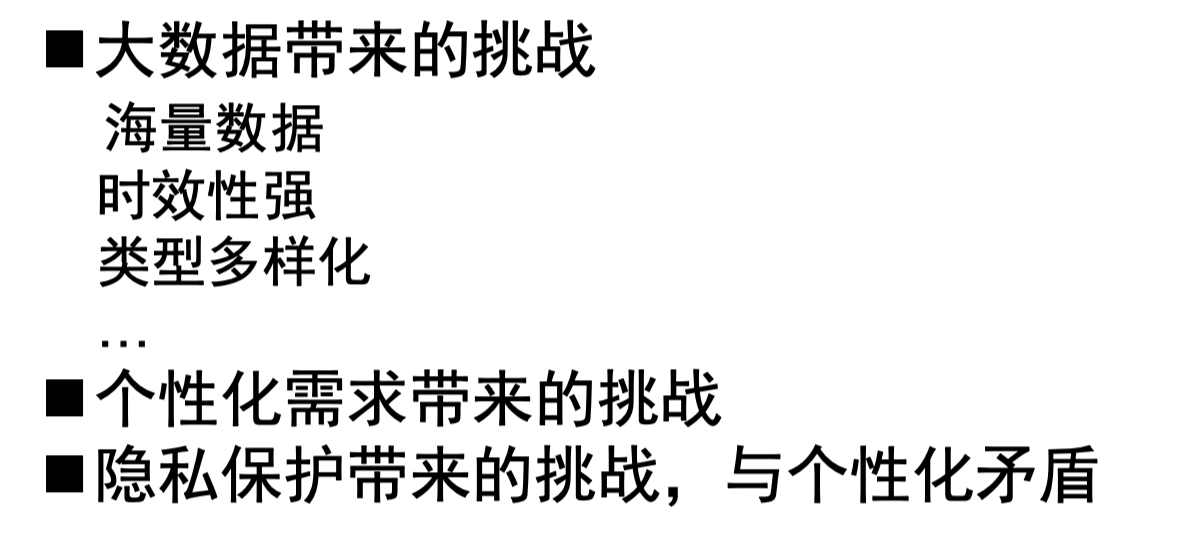 ■大数据带来的挑战
海量数据
时效性强
类型多样化
…
■个性化需求带来的挑战
■隐私保护带来的挑战，与个性化矛盾